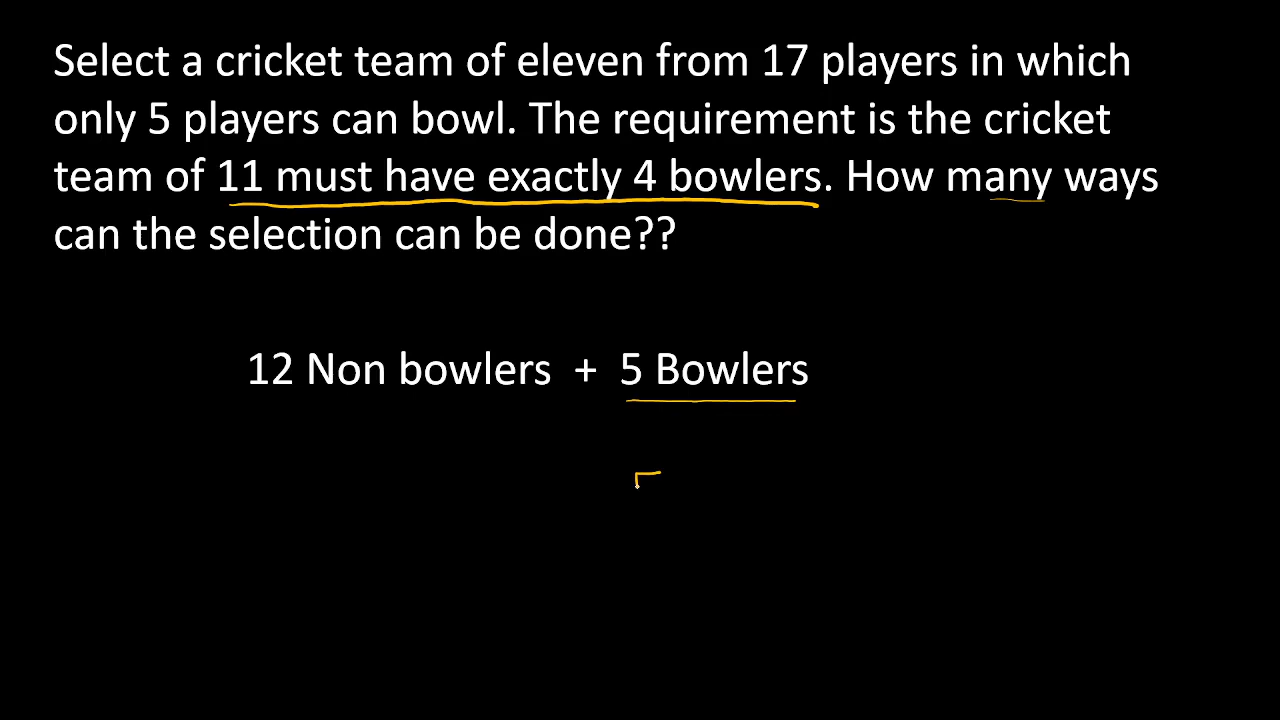 Select a cricket team of eleven from 17 players in which
only 5 players can bowl. The requirement is the cricket
team of 11 must have exactly 4 bowlers. How many ways
can the selection can be done??
12 Non bowlers + 5 Bowlers